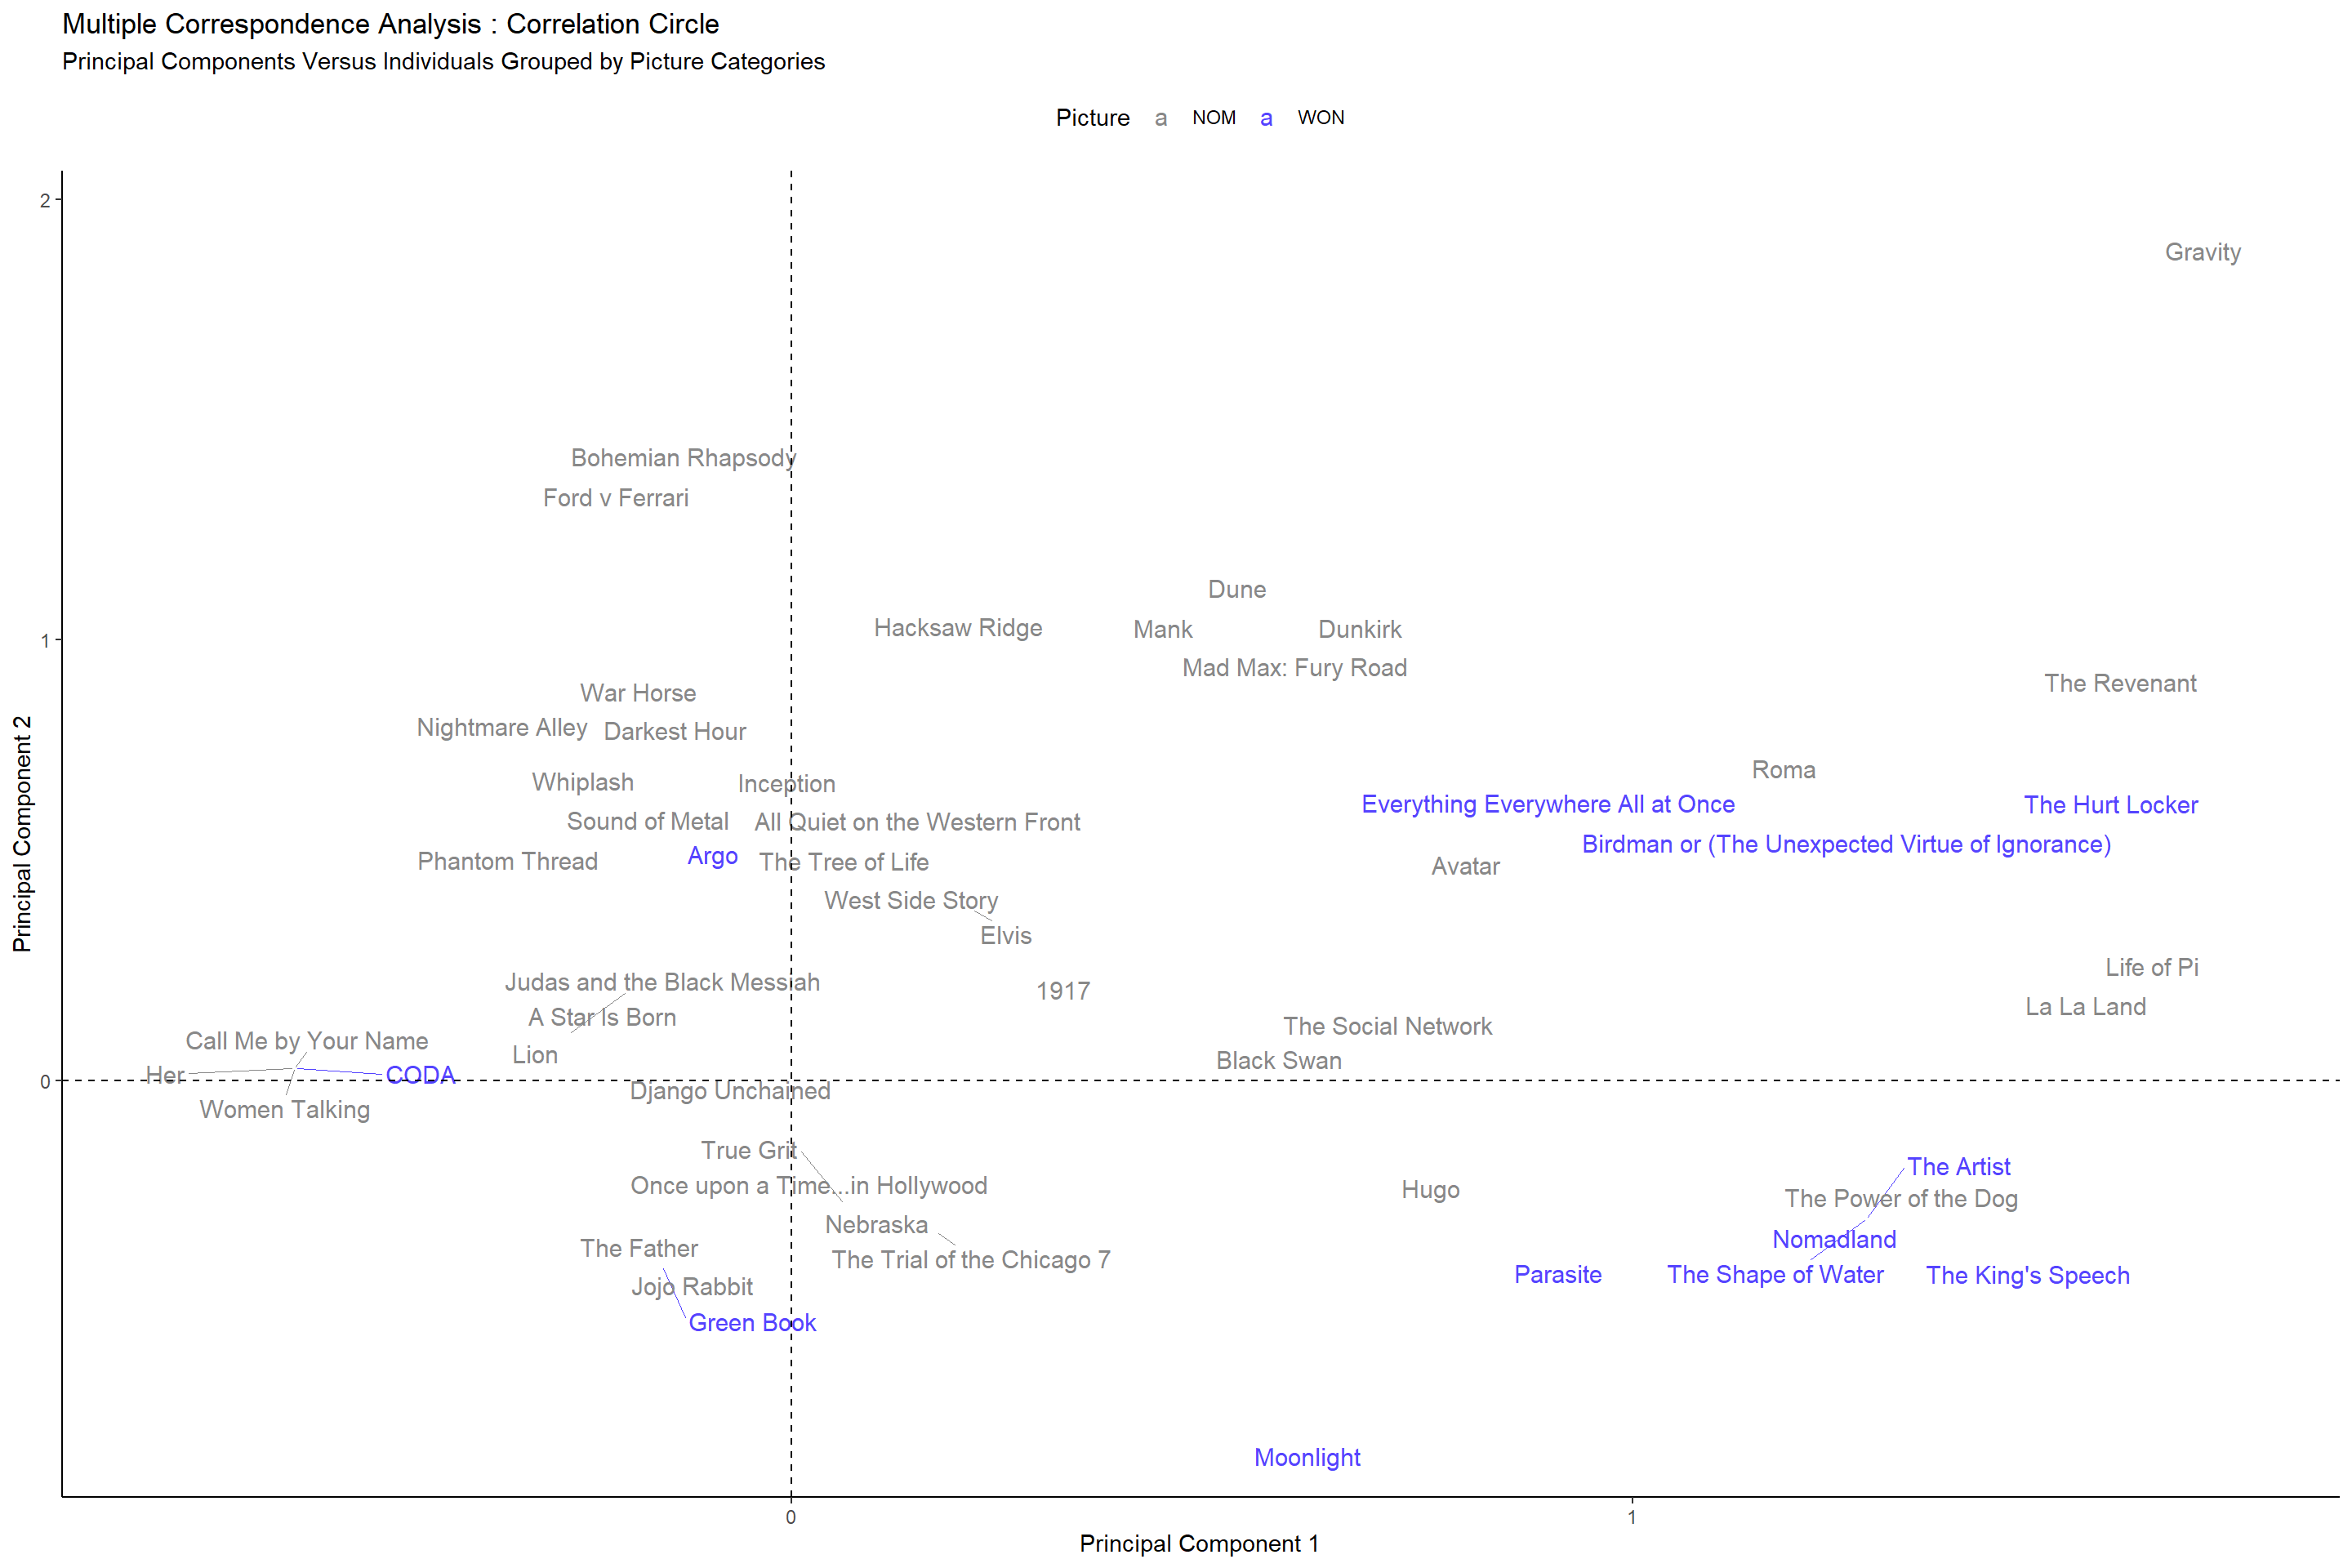 Multiple Correspondence Analysis : Correlation Circle
Principal Components Versus Individuals Grouped by Picture Categories
Picture a NOM a WON
2
Gravity
Bohemian Rhapsody
Ford v Ferrari
Dune
Hacksaw Ridge
Mank
Dunkirk
1
Mad Max: Fury Road
The Revenant
War Horse
Nightmare Alley
Darkest Hour
Roma
Whiplash
Inception
Everything Everywhere All at Once
The Hurt Locker
Sound of Metal
All Quiet on the Western Front
Birdman or (The Unexpected Virtue of Ignorance)
Argo
Phantom Thread
The Tree of Life
Avatar
West Side Story
Elvis
Life of Pi
Judas and the Black Messiah
1917
La La Land
A Star Is Born
The Social Network
Call Me by Your Name
Lion
Black Swan
Her
CODA
0
Django Unchained
Women Talking
True Grit
The Artist
Once upon a Time...in Hollywood
Hugo
The Power of the Dog
Nebraska
Nomadland
The Father
The Trial of the Chicago 7
Parasite
The Shape of Water
The King's Speech
Jojo Rabbit
Green Book
Moonlight
0
1
Principal Component 1
Principal Component 2